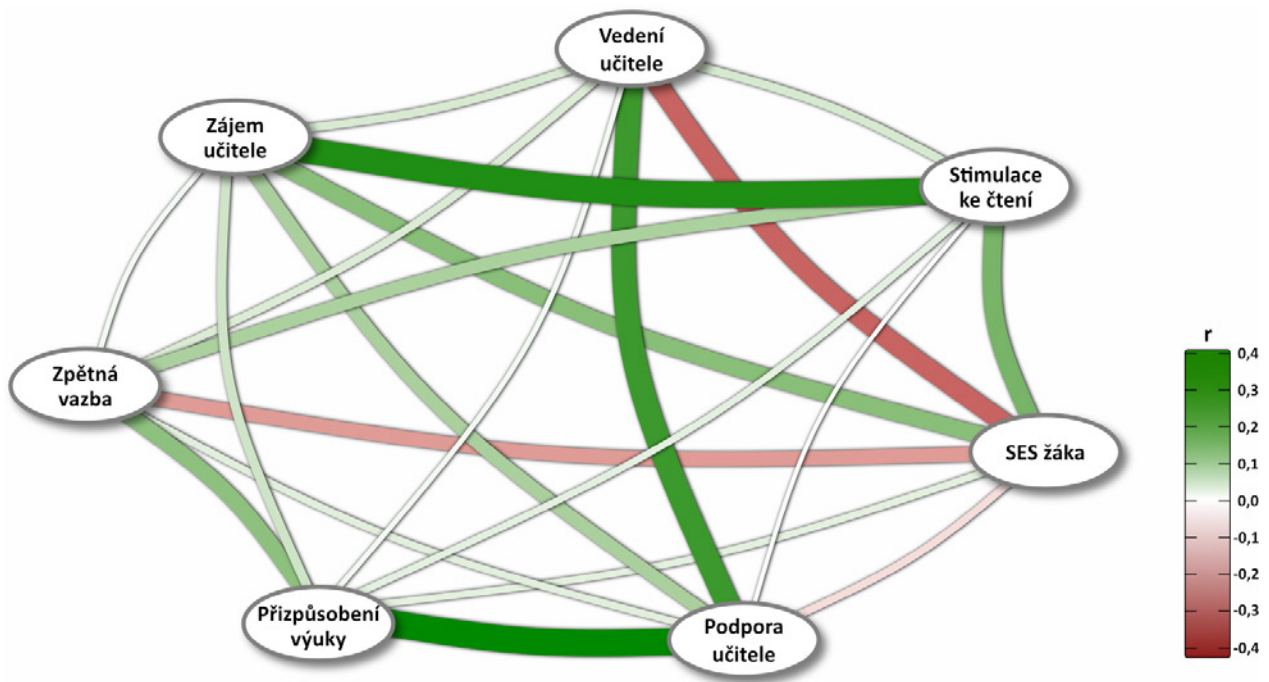 Vedení
učitele
Zájem
učitele
Stimulace
ke čtení
Zpětná
vazba
SES žáka
Přizpůsobení
výuky
Podpora
učitele
r
0,4
0,3
0,2
0,1
0,0
-0,1
-0,2
-0,3
-0,4